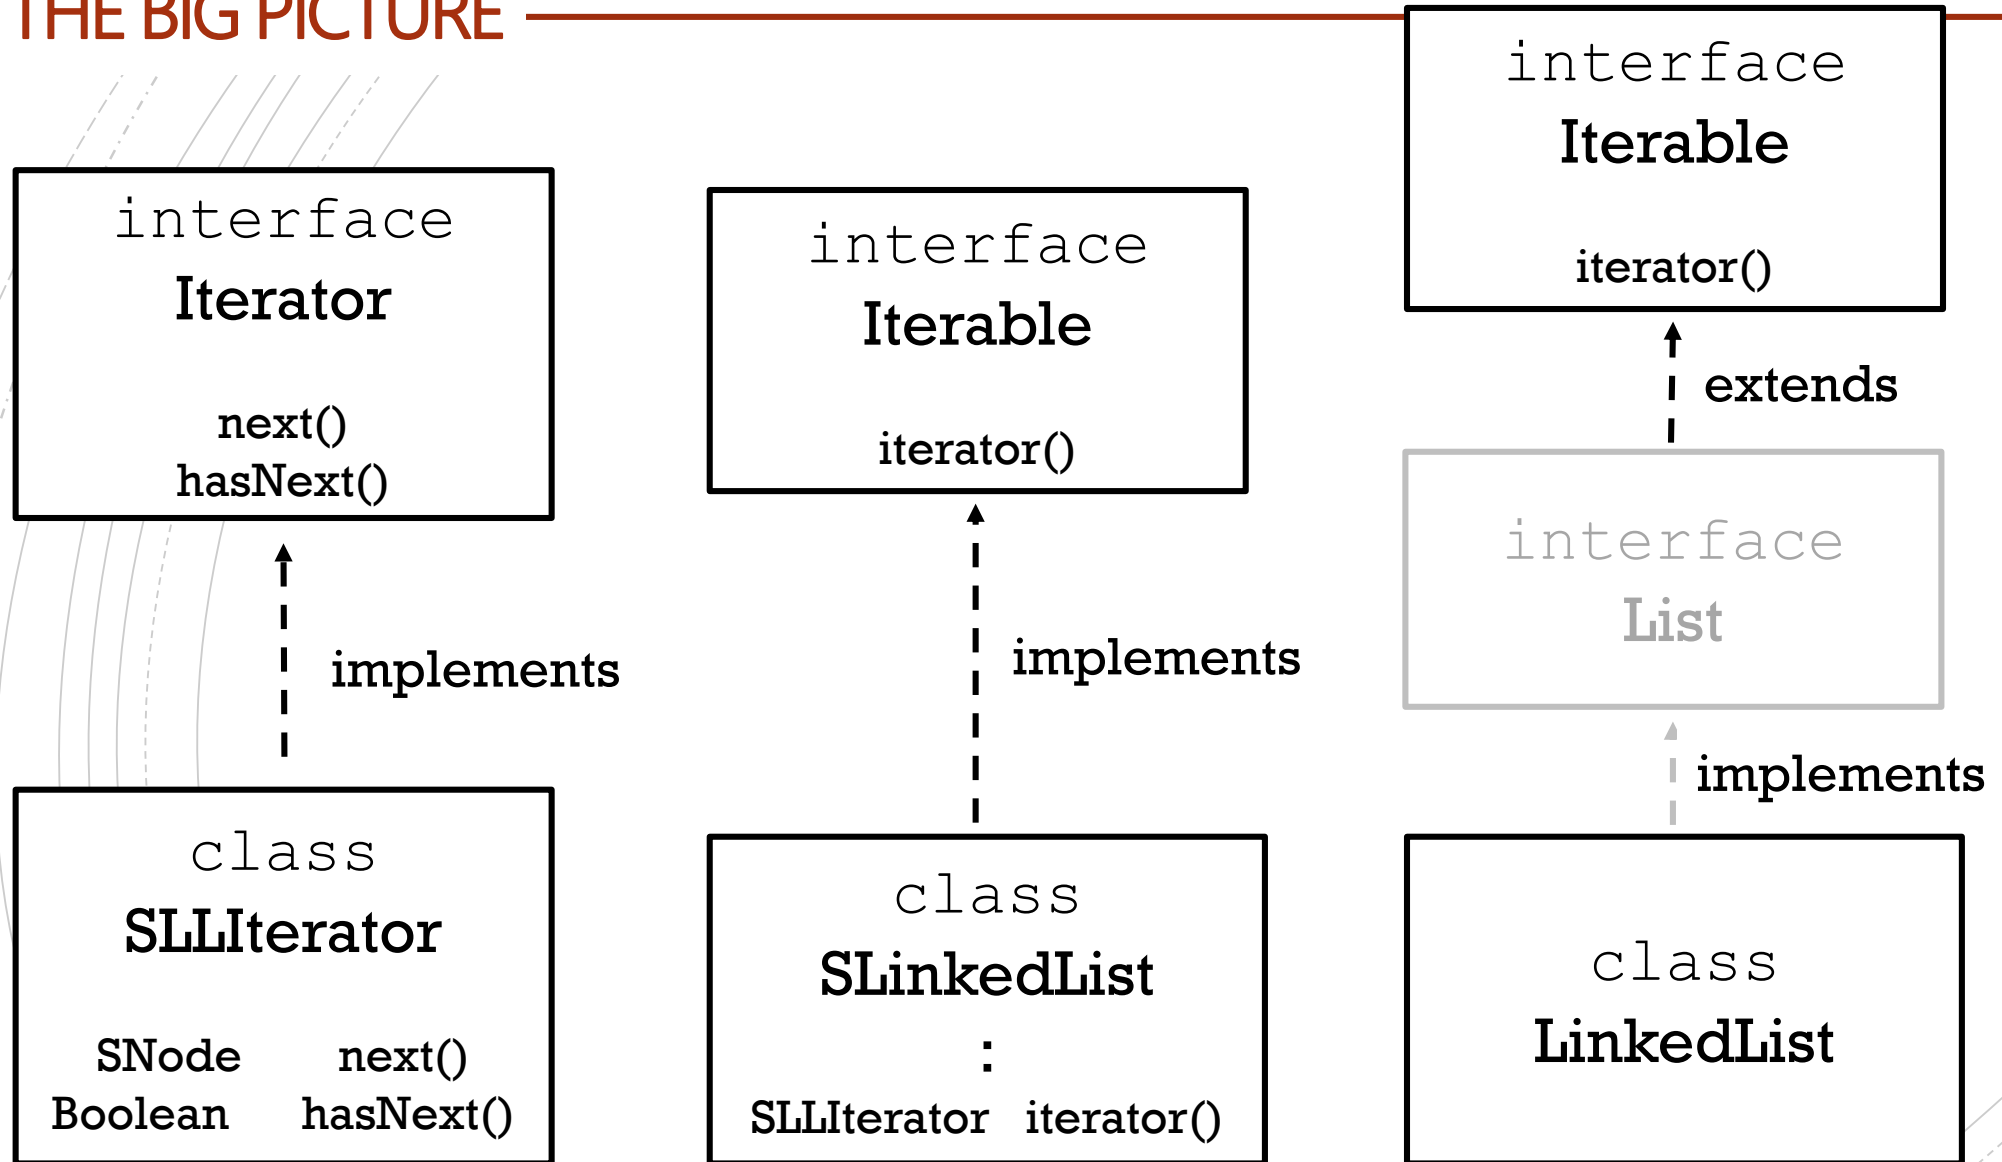 THE BIG PICTURE
interface
Iterator
next()
hasNext()
implements
class
SLLIterator
SNode next()
Boolean hasNext()
interface
Iterable
iterator()
implements
class
SLinkedList
:
SLLIterator iterator()
interface
Iterable
iterator()
extends
interface
List
implements
class
LinkedList